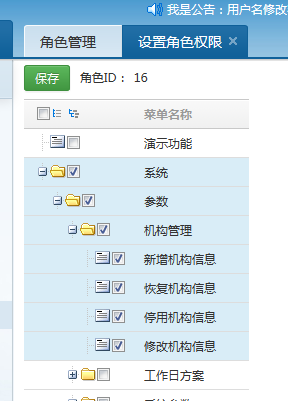 我是公告：用户名修改
角色管理 设置角色权限 ×
保存 角色ID： 16
菜单名称
演示功能
系统
参数
机构管理
新增机构信息
恢复机构信息
停用机构信息
修改机构信息
工作日方案